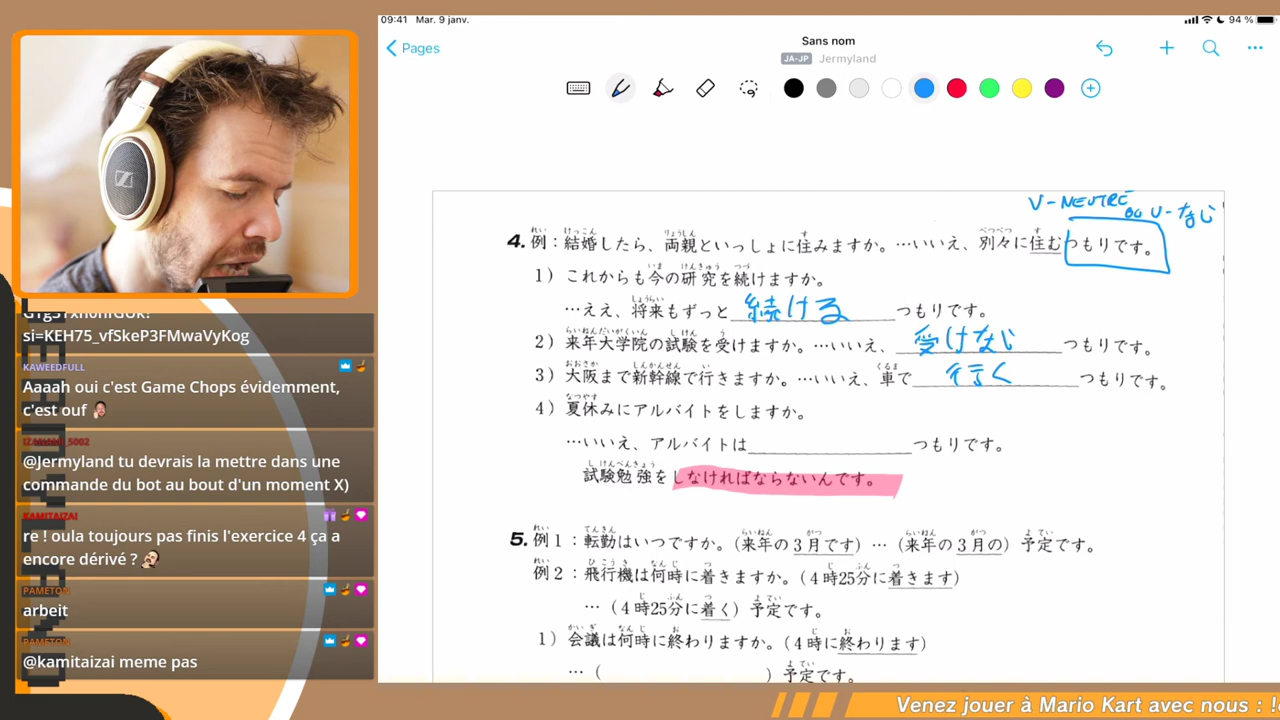 09:41 Mar. 9 janv.
94 %
Pages
Sans nom
JA-JP Jermyland
V-NEUTRE
ou V-ない
4. 例：結婚したら、両親といっしょに住みますか。…いいえ、別々に住むつもりです。
1）これからも今の研究を続けますか。
…ええ、将来もずっと 続ける つもりです。
2）来年大学院の試験を受けますか。…いいえ、 受けない つもりです。
3）大阪まで新幹線で行きますか。…いいえ、車で 行く つもりです。
4）夏休みにアルバイトをしますか。
…いいえ、アルバイトは つもりです。
試験勉強をしなければならないんです。
5. 例1：転勤はいつですか。（来年の3月です）…（来年の3月の）予定です。
例2：飛行機は何時に着きますか。（4時25分に着きます）
…（4時25分に着く）予定です。
1）会議は何時に終わりますか。（4時に終わります）
…（ ）予定です。
si=KEH75_vfSkeP3FMwaVyKog
KAWEEDFULL
Aaaah oui c'est Game Chops évidemment,
c'est ouf
@Jermyland tu devrais la mettre dans une
commande du bot au bout d'un moment X)
KAMITAIZAI
re ! oula toujours pas finis l'exercice 4 ça a
encore dérivé ?
PAMETON
arbeit
PAMETON
@kamitaizai meme pas
Venez jouer à Mario Kart avec nous :